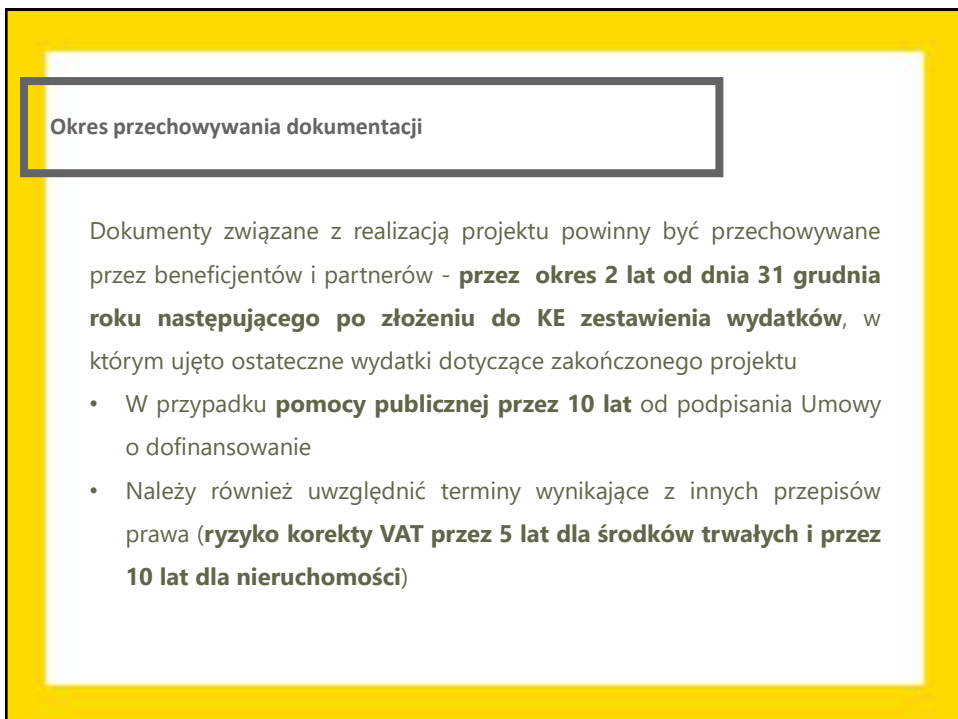 Okres przechowywania dokumentacji
Dokumenty związane z realizacją projektu powinny być przechowywane
przez beneficjentów i partnerów - przez okres 2 lat od dnia 31 grudnia
roku następującego po złożeniu do KE zestawienia wydatków, w
którym ujęto ostateczne wydatki dotyczące zakończonego projektu
• W przypadku pomocy publicznej przez 10 lat od podpisania Umowy
o dofinansowanie
• Należy również uwzględnić terminy wynikające z innych przepisów
prawa (ryzyko korekty VAT przez 5 lat dla środków trwałych i przez
10 lat dla nieruchomości)